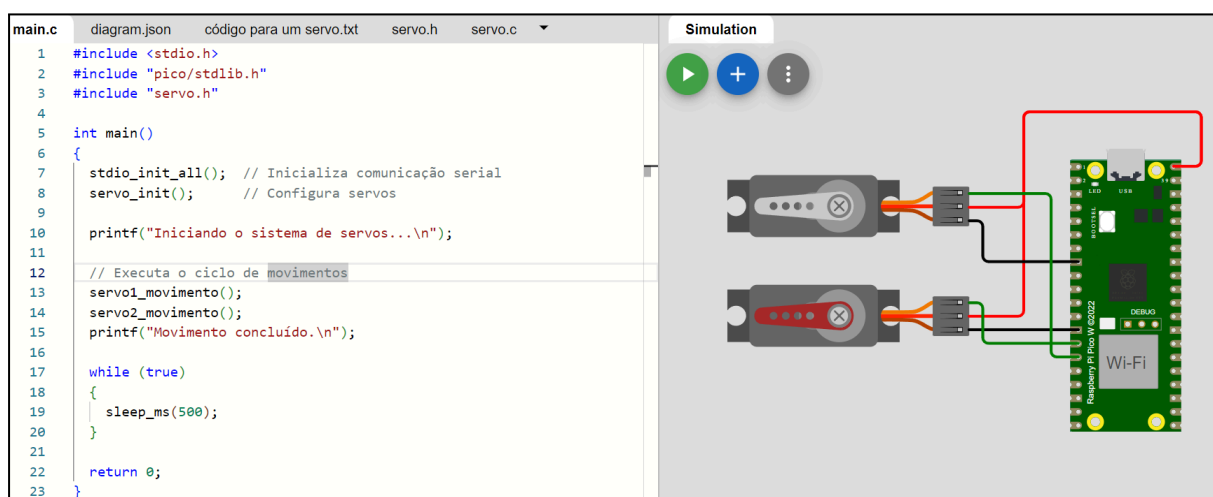 main.c diagram.json código para um servo.txt servo.h servo.c
1 #include <stdio.h>
2 #include "pico/stdlib.h"
3 #include "servo.h"
4
5 int main()
6 {
7 stdio_init_all(); // Inicializa comunicação serial
8 servo_init(); // Configura servos
9
10 printf("Iniciando o sistema de servos...\n");
11
12 // Executa o ciclo de movimentos
13 servo1_movimento();
14 servo2_movimento();
15 printf("Movimento concluído.\n");
16
17 while (true)
18 {
19 sleep_ms(500);
20 }
21
22 return 0;
23 }
Simulation
LED
USB
BOOTSEL
DEBUG
Raspberry Pi Pico W ©2022
Wi-Fi